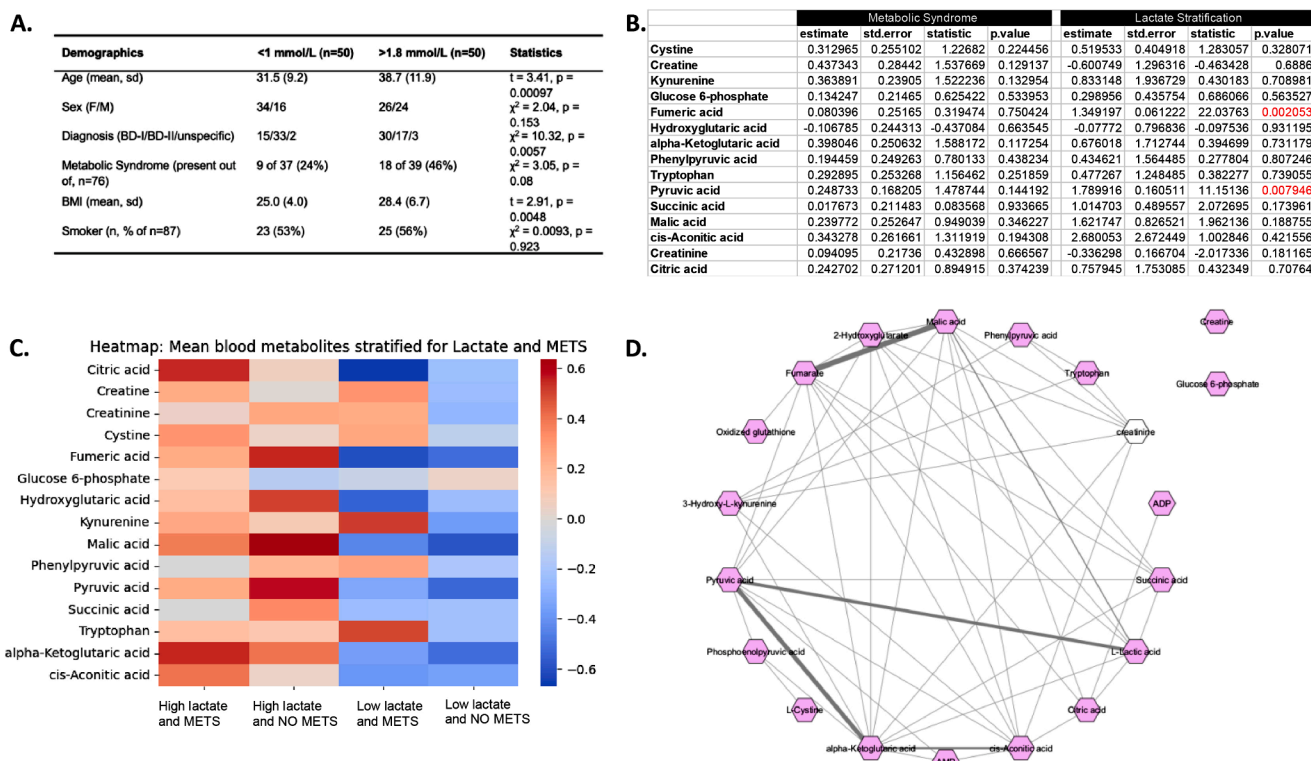 A.
Demographics <1 mmol/L (n=50) >1.8 mmol/L (n=50) Statistics
Age (mean, sd) 31.5 (9.2) 38.7 (11.9) t = 3.41, p =
0.00097
Sex (F/M) 34/16 26/24 χ² = 2.04, p =
0.153
Diagnosis (BD-I/BD-II/unspecific) 15/33/2 30/17/3 χ² = 10.32, p =
0.0057
Metabolic Syndrome (present out 9 of 37 (24%) 18 of 39 (46%) χ² = 3.05, p =
of, n=76) 0.08
BMI (mean, sd) 25.0 (4.0) 28.4 (6.7) t = 2.91, p =
0.0048
Smoker (n, % of n=87) 23 (53%) 25 (56%) χ² = 0.0093, p =
0.923
B.
Metabolic Syndrome Lactate Stratification
estimate std.error statistic p.value estimate std.error statistic p.value
Cystine 0.312965 0.255102 1.22682 0.224456 0.519533 0.404918 1.283057 0.328071
Creatine 0.437343 0.28442 1.537669 0.129137 -0.600749 1.296316 -0.463428 0.6886
Kynurenine 0.363891 0.23905 1.522236 0.132954 0.833148 1.936729 0.430183 0.708981
Glucose 6-phosphate 0.134247 0.21465 0.625422 0.533953 0.298956 0.435754 0.686066 0.563527
Fumeric acid 0.080396 0.25165 0.319474 0.750424 1.349197 0.061222 22.03763 0.002053
Hydroxyglutaric acid -0.106785 0.244313 -0.437084 0.663545 -0.07772 0.796836 -0.097536 0.931195
alpha-Ketoglutaric acid 0.398046 0.250632 1.588172 0.117254 0.676018 1.712744 0.394699 0.731179
Phenylpyruvic acid 0.194459 0.249263 0.780133 0.438234 0.434621 1.564485 0.277804 0.807246
Tryptophan 0.292895 0.253268 1.156462 0.251859 0.477267 1.248485 0.382277 0.739055
Pyruvic acid 0.248733 0.168205 1.478744 0.144192 1.789916 0.160511 11.15136 0.007946
Succinic acid 0.017673 0.211483 0.083568 0.933665 1.014703 0.489557 2.072695 0.173961
Malic acid 0.239772 0.252647 0.949039 0.346227 1.621747 0.826521 1.962136 0.188755
cis-Aconitic acid 0.343278 0.261661 1.311919 0.194308 2.680053 2.672449 1.002846 0.421556
Creatinine 0.094095 0.21736 0.432898 0.666567 -0.336298 0.166704 -2.017336 0.181165
Citric acid 0.242702 0.271201 0.894915 0.374239 0.757945 1.753085 0.432349 0.70764
C.
Heatmap: Mean blood metabolites stratified for Lactate and METS
Citric acid
Creatine
Creatinine
Cystine
Fumeric acid
Glucose 6-phosphate
Hydroxyglutaric acid
Kynurenine
Malic acid
Phenylpyruvic acid
Pyruvic acid
Succinic acid
Tryptophan
alpha-Ketoglutaric acid
cis-Aconitic acid
High lactate High lactate Low lactate Low lactate
and METS and NO METS and METS and NO METS
0.6
0.4
0.2
0.0
−0.2
−0.4
−0.6
D.
Malic acid
2-Hydroxyglutarate
Phenylpyruvic acid
Creatine
Fumarate
Tryptophan
Glucose 6-phosphate
Oxidized glutathione
creatinine
3-Hydroxy-L-kynurenine
ADP
Pyruvic acid
Succinic acid
Phosphoenolpyruvic acid
L-Lactic acid
L-Cystine
Citric acid
alpha-Ketoglutaric acid
cis-Aconitic acid
AMP